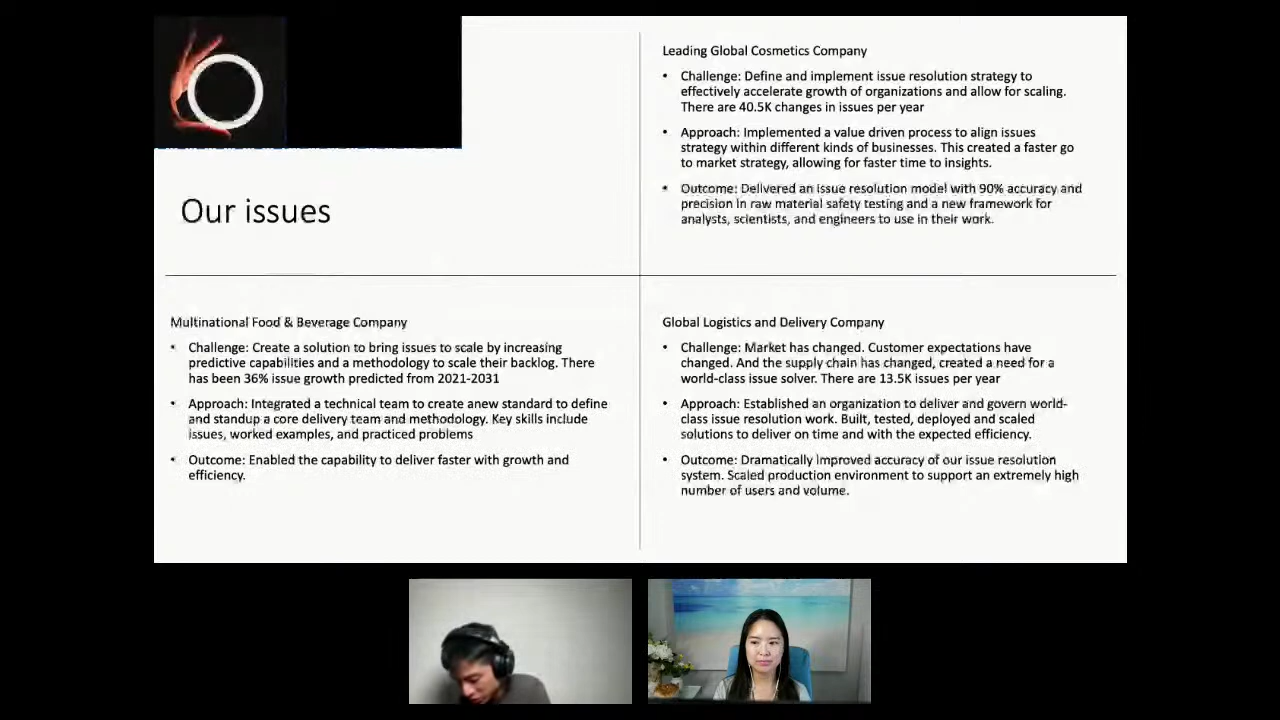 Our issues
Leading Global Cosmetics Company
• Challenge: Define and implement issue resolution strategy to
effectively accelerate growth of organizations and allow for scaling.
There are 40.5K changes in issues per year
• Approach: Implemented a value driven process to align issues
strategy within different kinds of businesses. This created a faster go
to market strategy, allowing for faster time to insights.
• Outcome: Delivered an issue resolution model with 90% accuracy and
precision in raw material safety testing and a new framework for
analysts, scientists, and engineers to use in their work.
Multinational Food & Beverage Company
• Challenge: Create a solution to bring issues to scale by increasing
predictive capabilities and a methodology to scale their backlog. There
has been 36% issue growth predicted from 2021-2031
• Approach: Integrated a technical team to create anew standard to define
and standup a core delivery team and methodology. Key skills include
issues, worked examples, and practiced problems
• Outcome: Enabled the capability to deliver faster with growth and
efficiency.
Global Logistics and Delivery Company
• Challenge: Market has changed. Customer expectations have
changed. And the supply chain has changed, created a need for a
world-class issue solver. There are 13.5K issues per year
• Approach: Established an organization to deliver and govern world-
class issue resolution work. Built, tested, deployed and scaled
solutions to deliver on time and with the expected efficiency.
• Outcome: Dramatically improved accuracy of our issue resolution
system. Scaled production environment to support an extremely high
number of users and volume.